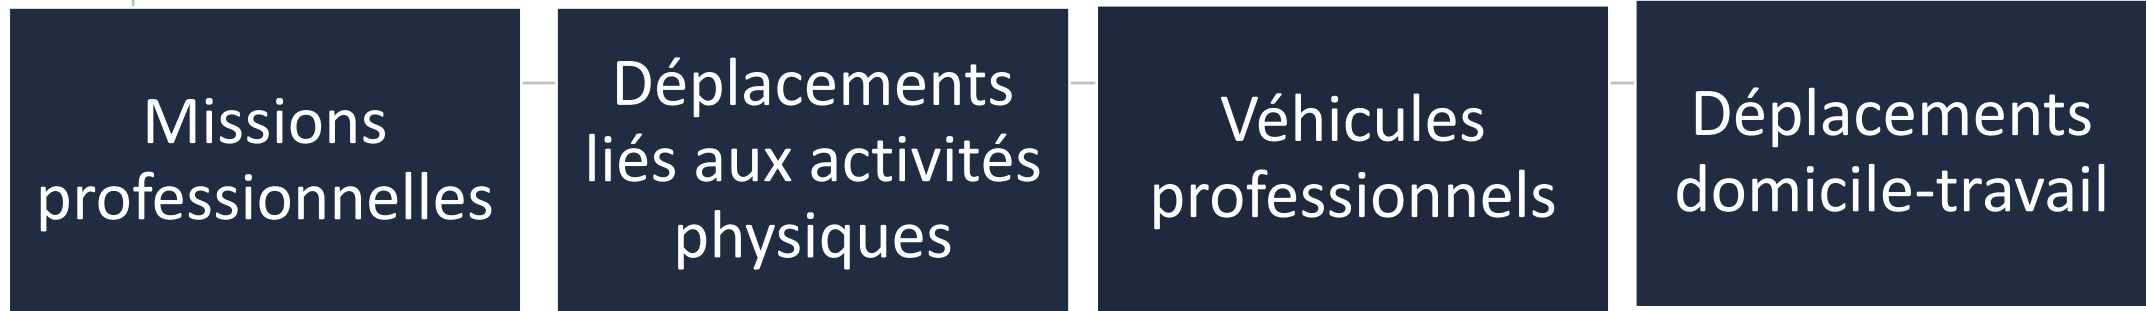 Missions
professionnelles
Déplacements
liés aux activités
physiques
Véhicules
professionnels
Déplacements
domicile-travail